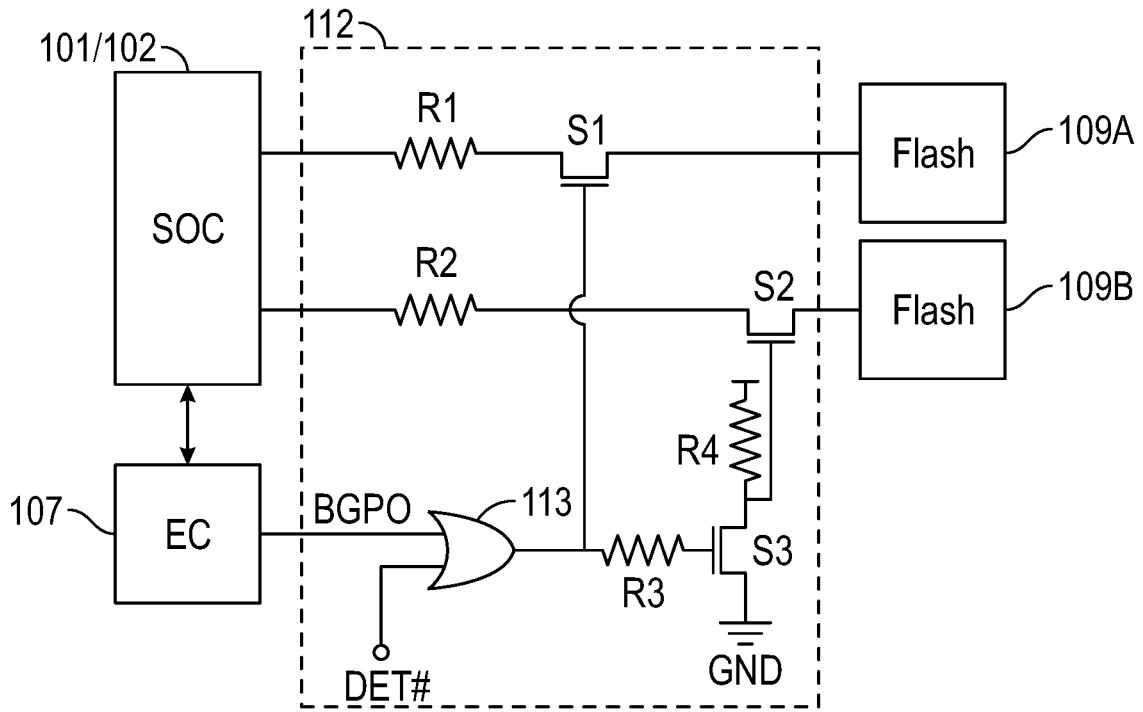 101/102
112
R1
S1
Flash
109A
SOC
R2
S2
Flash
109B
R4
107
EC
BGPO
113
R3
S3
DET#
GND